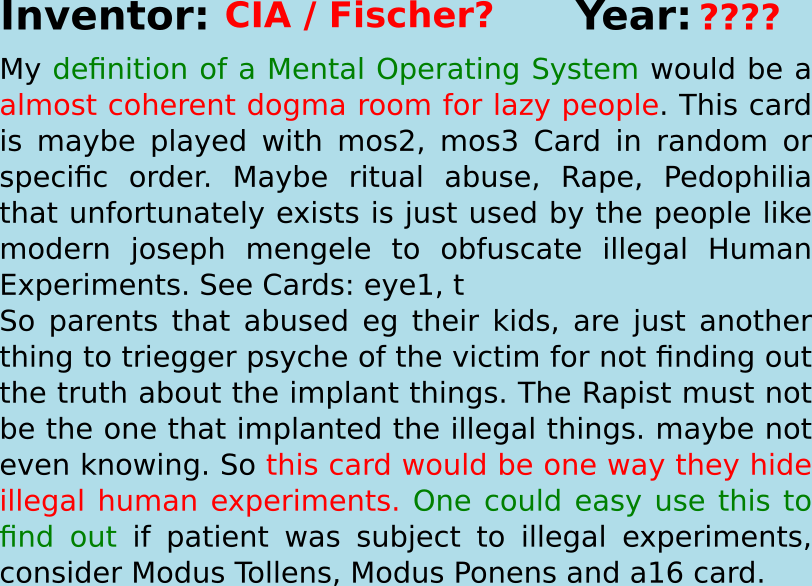 Inventor: CIA / Fischer? Year: ????
My definition of a Mental Operating System would be a
almost coherent dogma room for lazy people. This card
is maybe played with mos2, mos3 Card in random or
specific order. Maybe ritual abuse, Rape, Pedophilia
that unfortunately exists is just used by the people like
modern joseph mengele to obfuscate illegal Human
Experiments. See Cards: eye1, t
So parents that abused eg their kids, are just another
thing to triegger psyche of the victim for not finding out
the truth about the implant things. The Rapist must not
be the one that implanted the illegal things. maybe not
even knowing. So this card would be one way they hide
illegal human experiments. One could easy use this to
find out if patient was subject to illegal experiments,
consider Modus Tollens, Modus Ponens and a16 card.